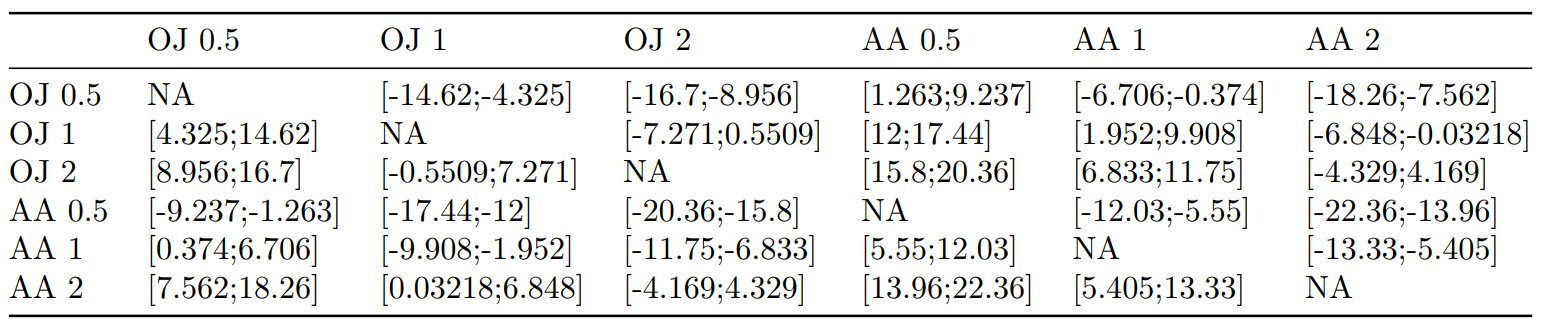 OJ 0.5 OJ 1 OJ 2 AA 0.5 AA 1 AA 2
OJ 0.5 NA [-14.62;-4.325] [-16.7;-8.956] [1.263;9.237] [-6.706;-0.374] [-18.26;-7.562]
OJ 1 [4.325;14.62] NA [-7.271;0.5509] [12;17.44] [1.952;9.908] [-6.848;-0.03218]
OJ 2 [8.956;16.7] [-0.5509;7.271] NA [15.8;20.36] [6.833;11.75] [-4.329;4.169]
AA 0.5 [-9.237;-1.263] [-17.44;-12] [-20.36;-15.8] NA [-12.03;-5.55] [-22.36;-13.96]
AA 1 [0.374;6.706] [-9.908;-1.952] [-11.75;-6.833] [5.55;12.03] NA [-13.33;-5.405]
AA 2 [7.562;18.26] [0.03218;6.848] [-4.169;4.329] [13.96;22.36] [5.405;13.33] NA